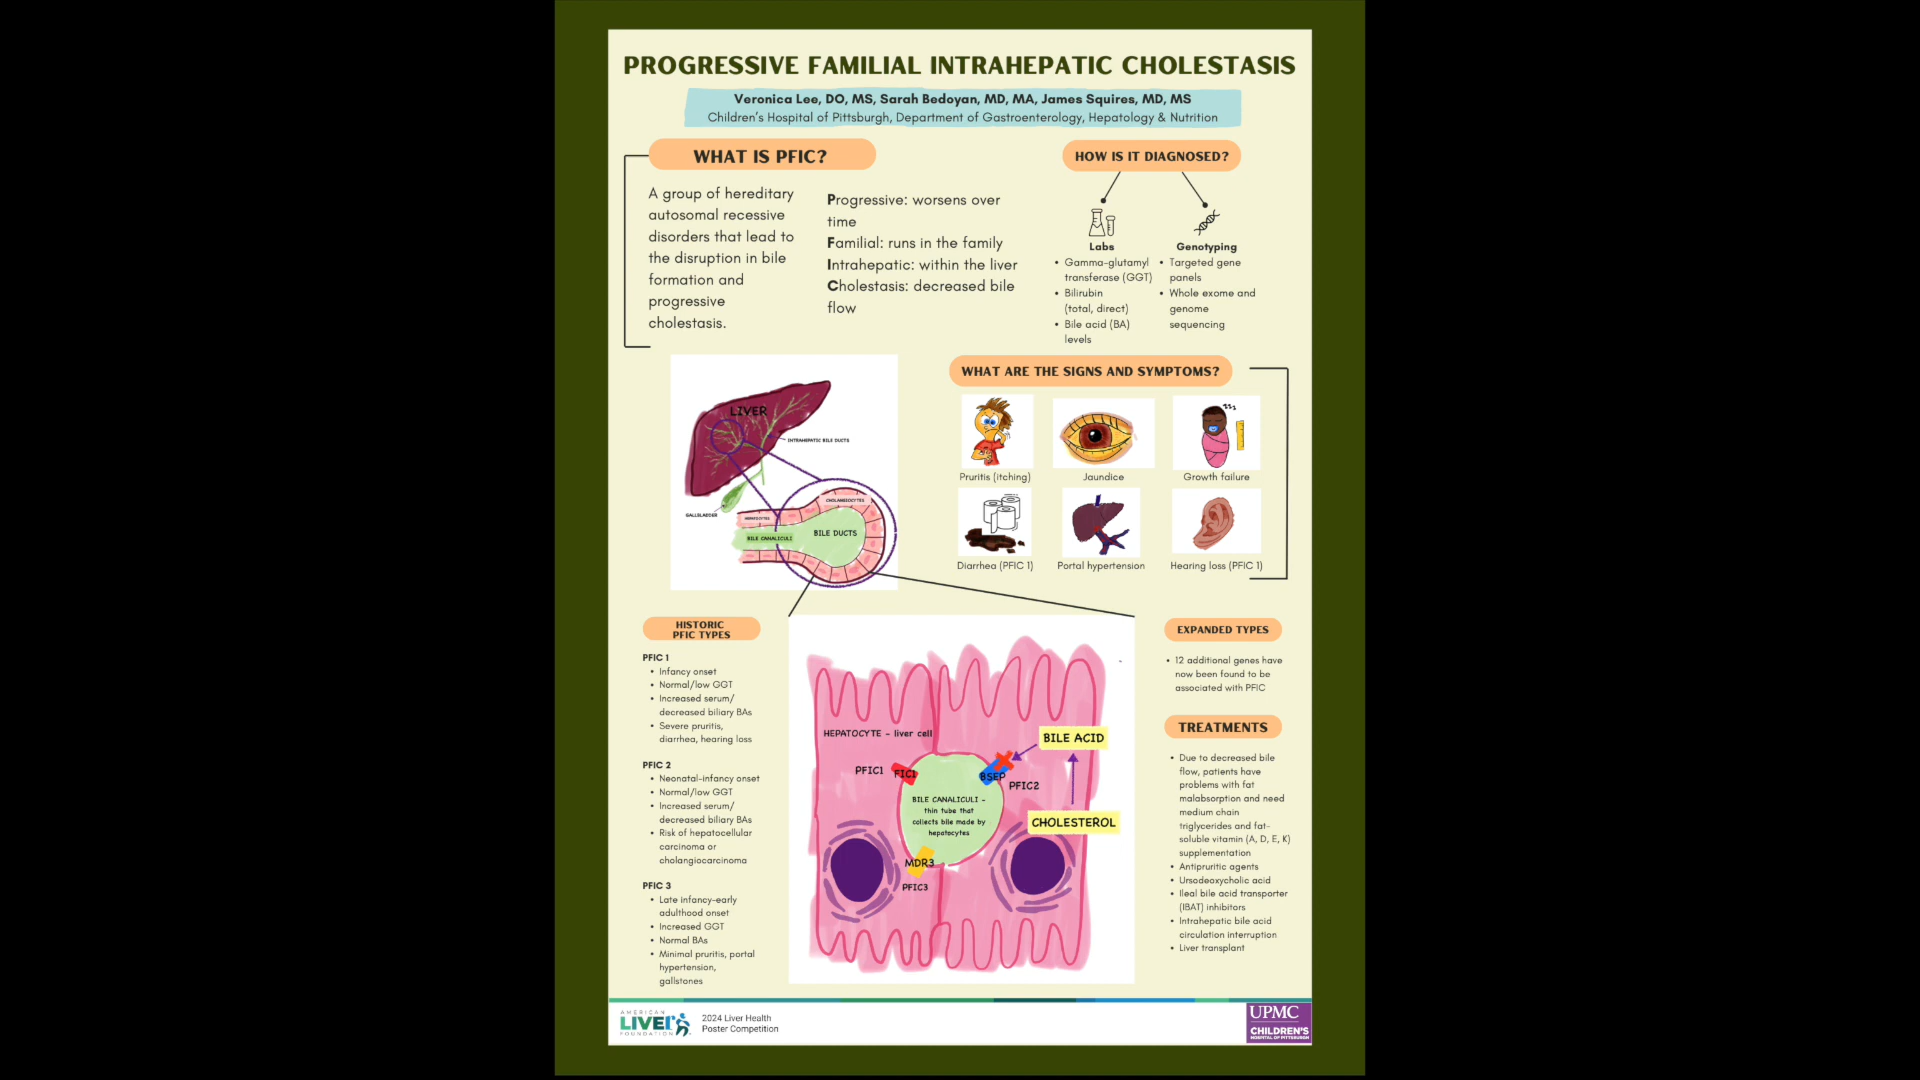 PROGRESSIVE FAMILIAL INTRAHEPATIC CHOLESTASIS
Veronica Lee, DO, MS, Sarah Bedoyan, MD, MA, James Squires, MD, MS
Children's Hospital of Pittsburgh, Department of Gastroenterology, Hepatology & Nutrition
WHAT IS PFIC?
A group of hereditary
autosomal recessive
disorders that lead to
the disruption in bile
formation and
progressive
cholestasis.
Progressive: worsens over
time
Familial: runs in the family
Intrahepatic: within the liver
Cholestasis: decreased bile
flow
HOW IS IT DIAGNOSED?
Labs
• Gamma-glutamyl
transferase (GGT)
• Bilirubin
(total, direct)
• Bile acid (BA)
levels
Genotyping
• Targeted gene
panels
• Whole exome and
genome
sequencing
LIVER
INTRAHEPATIC BILE DUCTS
GALLBLADDER
CHOLANGIOCYTES
HEPATOCYTES
BILE CANALICULI
BILE DUCTS
WHAT ARE THE SIGNS AND SYMPTOMS?
Pruritis (itching)
Jaundice
Growth failure
Diarrhea (PFIC 1)
Portal hypertension
Hearing loss (PFIC 1)
HISTORIC
PFIC TYPES
PFIC 1
• Infancy onset
• Normal/low GGT
• Increased serum/
decreased biliary BAs
• Severe pruritis,
diarrhea, hearing loss
PFIC 2
• Neonatal-infancy onset
• Normal/low GGT
• Increased serum/
decreased biliary BAs
• Risk of hepatocellular
carcinoma or
cholangiocarcinoma
PFIC 3
• Late infancy-early
adulthood onset
• Increased GGT
• Normal BAs
• Minimal pruritis, portal
hypertension,
gallstones
HEPATOCYTE - liver cell
PFIC1
FIC1
BSEP
PFIC2
BILE ACID
CHOLESTEROL
BILE CANALICULI -
thin tube that
collects bile made by
hepatocytes
MDR3
PFIC3
EXPANDED TYPES
• 12 additional genes have
now been found to be
associated with PFIC
TREATMENTS
• Due to decreased bile
flow, patients have
problems with fat
malabsorption and need
medium chain
triglycerides and fat-
soluble vitamin (A, D, E, K)
supplementation
• Antipruritic agents
• Ursodeoxycholic acid
• Ileal bile acid transporter
(IBAT) inhibitors
• Intrahepatic bile acid
circulation interruption
• Liver transplant
AMERICAN
LIVER
FOUNDATION
2024 Liver Health
Poster Competition
UPMC
CHILDREN'S
HOSPITAL OF PITTSBURGH
zzz